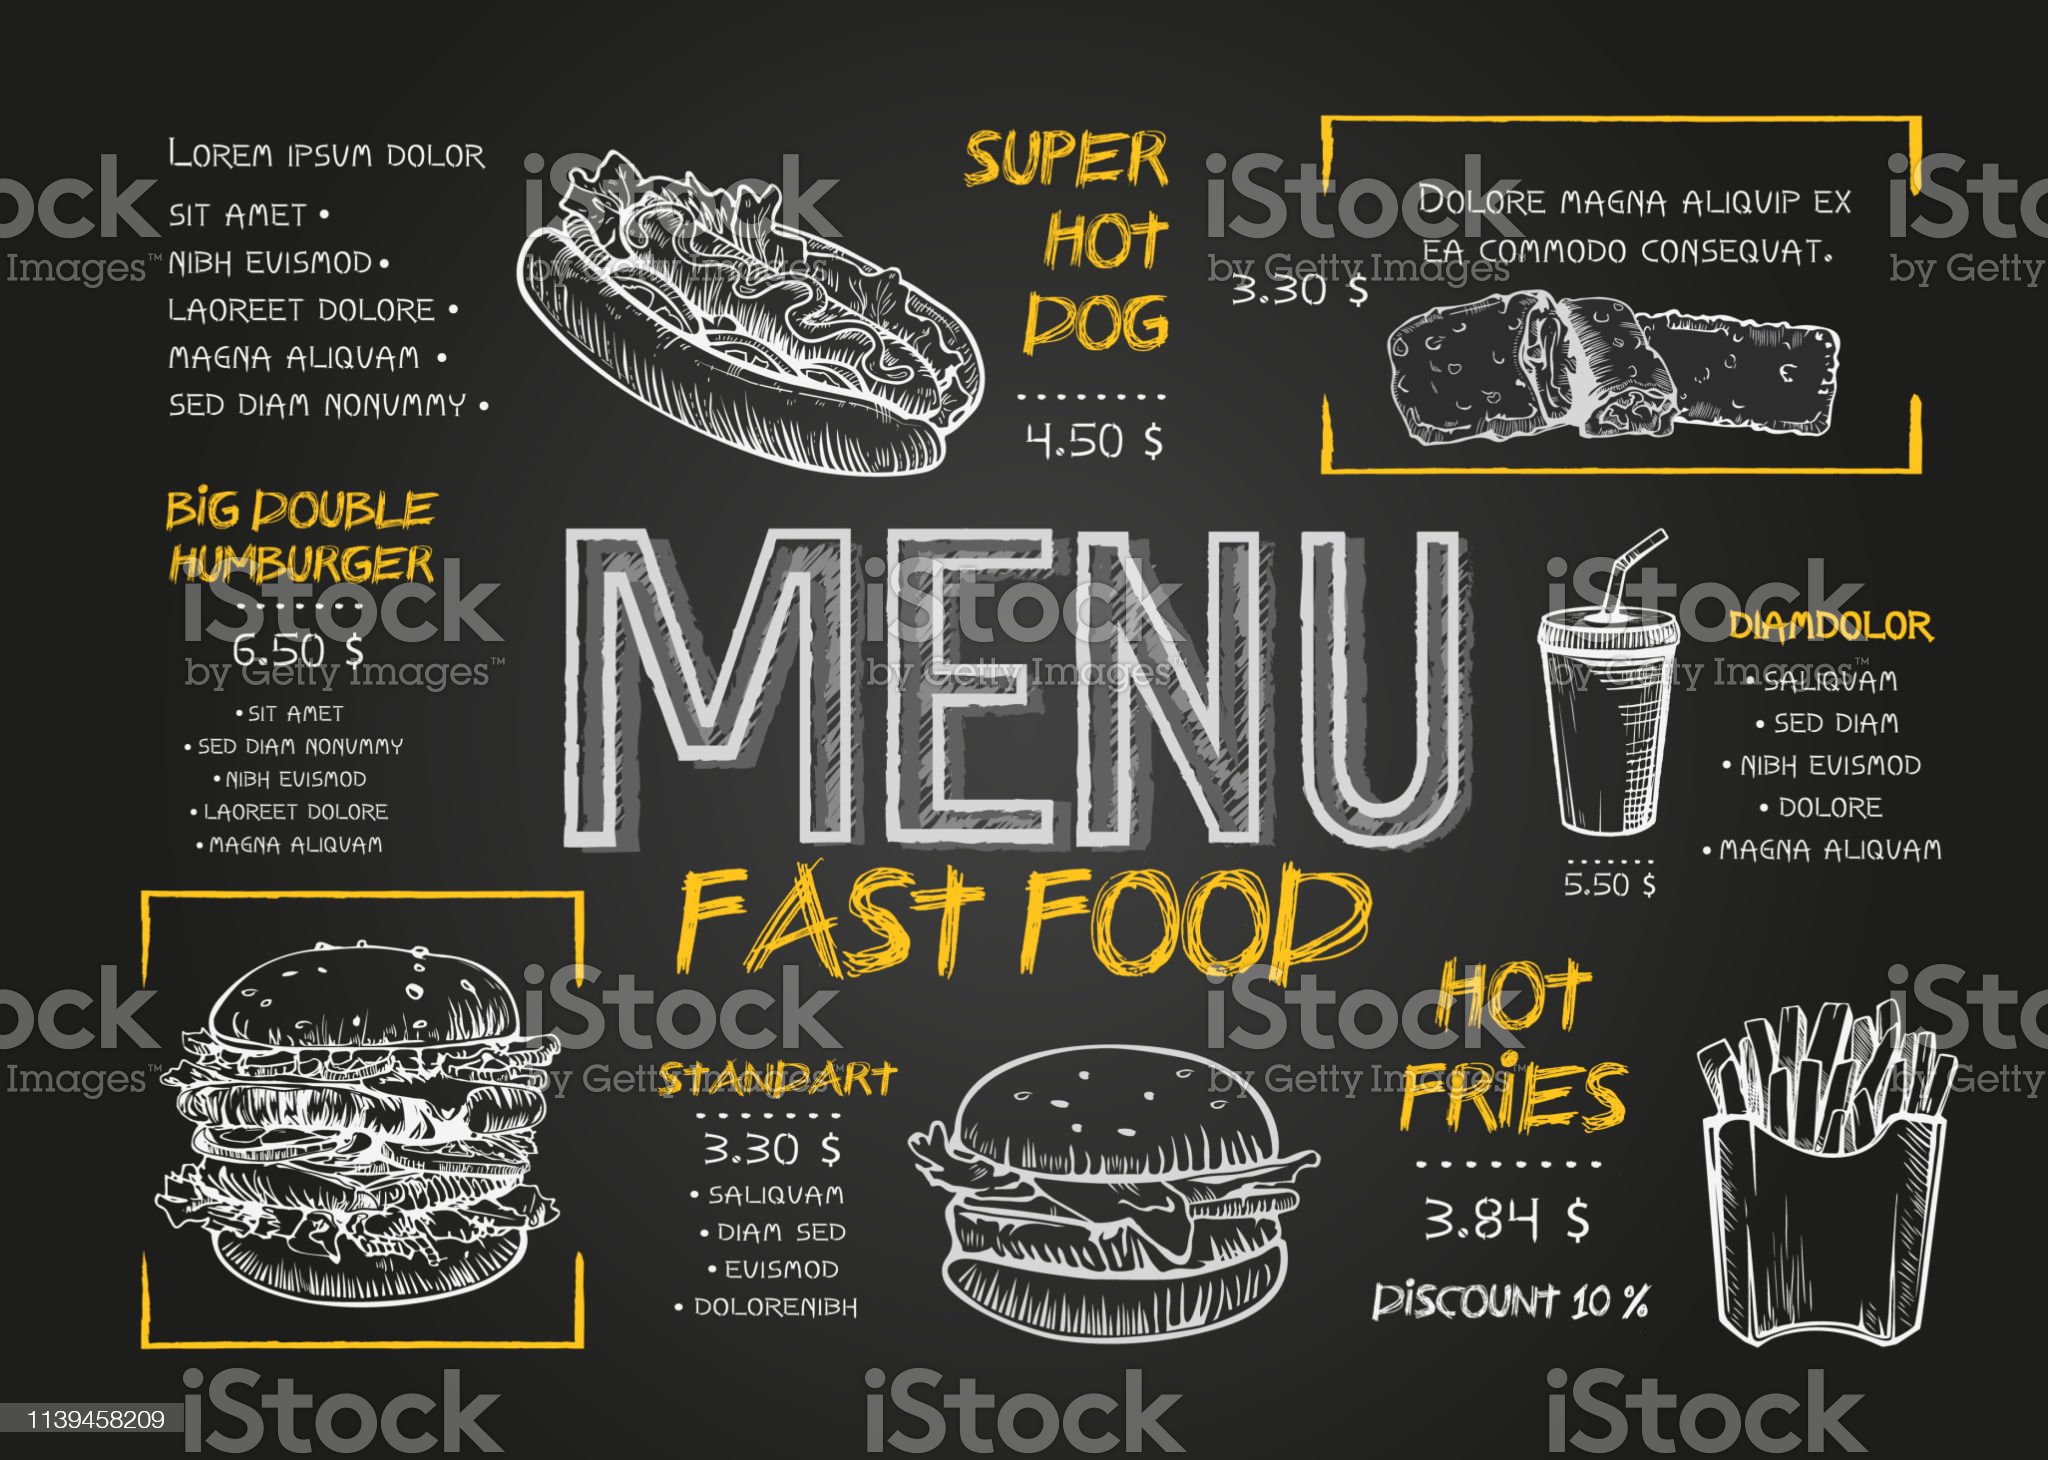 Lorem ipsum dolor
sit amet •
nibh euismod •
laoreet dolore •
magna aliquam •
sed diam nonummy •
SUPER
HOT
DOG
4.50 $
3.30 $
Dolore magna aliquip ex
ea commodo consequat.
BiG DOUBLE
HUMBURGER
6.50 $
• sit amet
• sed diam nonummy
• nibh euismod
• laoreet dolore
• magna aliquam
MENU
FAST FOOD
DIAMDOLOR
• saliquam
• sed diam
• nibh euismod
• dolore
• magna aliquam
5.50 $
STANDART
3.30 $
• saliquam
• diam sed
• euismod
• dolorenibh
HOT
FRiES
3.84 $
DiSCOUNT 10 %
iStock
by Getty Images™
1139458209